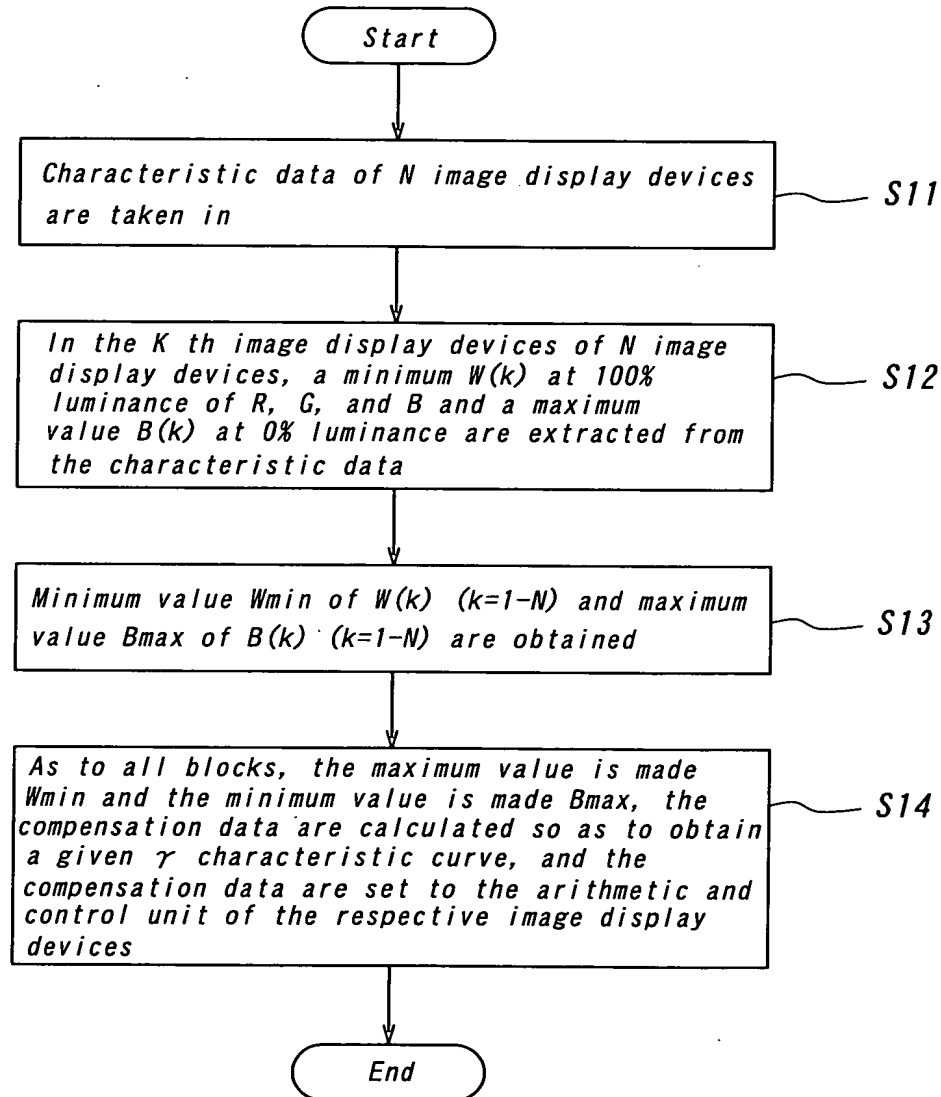 Start
Characteristic data of N image display devices
are taken in
S11
In the K th image display devices of N image
display devices, a minimum W(k) at 100%
luminance of R, G, and B and a maximum
value B(k) at 0% luminance are extracted from
the characteristic data
S12
Minimum value Wmin of W(k) (k=1-N) and maximum
value Bmax of B(k) (k=1-N) are obtained
S13
As to all blocks, the maximum value is made
Wmin and the minimum value is made Bmax, the
compensation data are calculated so as to obtain
a given γ characteristic curve, and the
compensation data are set to the arithmetic and
control unit of the respective image display
devices
S14
End